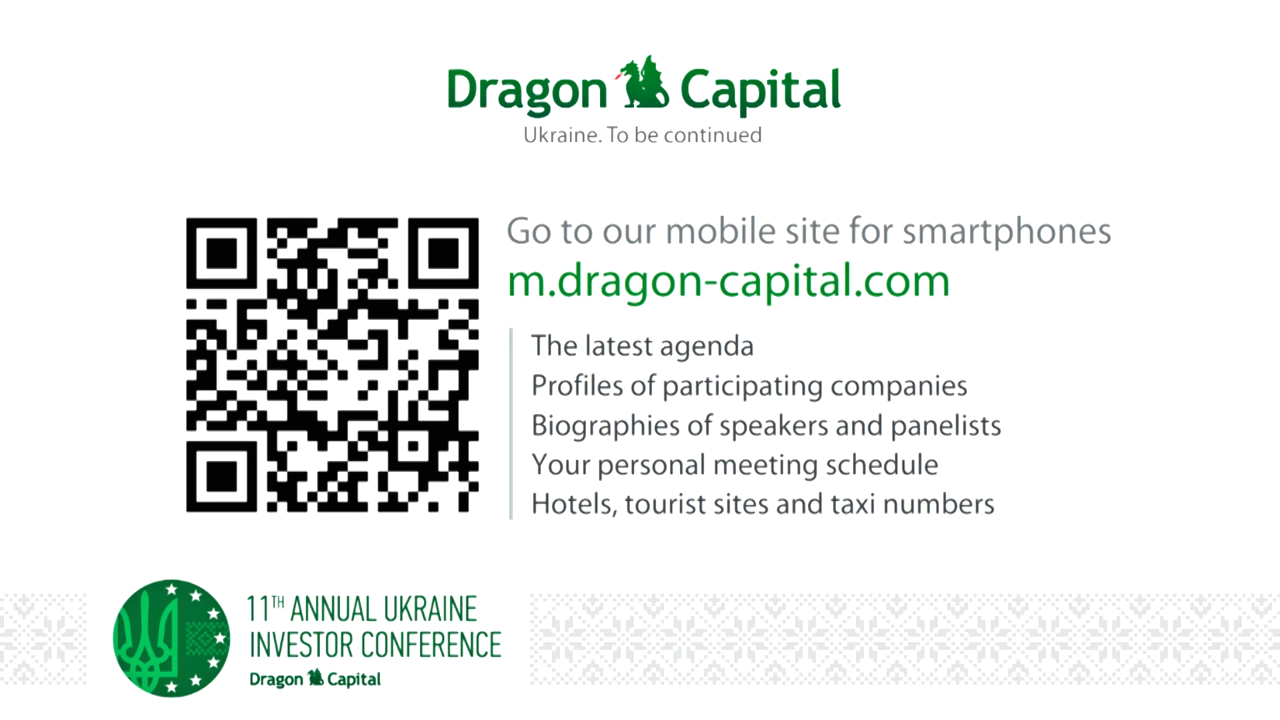 Dragon Capital
Ukraine. To be continued
Go to our mobile site for smartphones
m.dragon-capital.com
The latest agenda
Profiles of participating companies
Biographies of speakers and panelists
Your personal meeting schedule
Hotels, tourist sites and taxi numbers
11TH ANNUAL UKRAINE
INVESTOR CONFERENCE
Dragon Capital